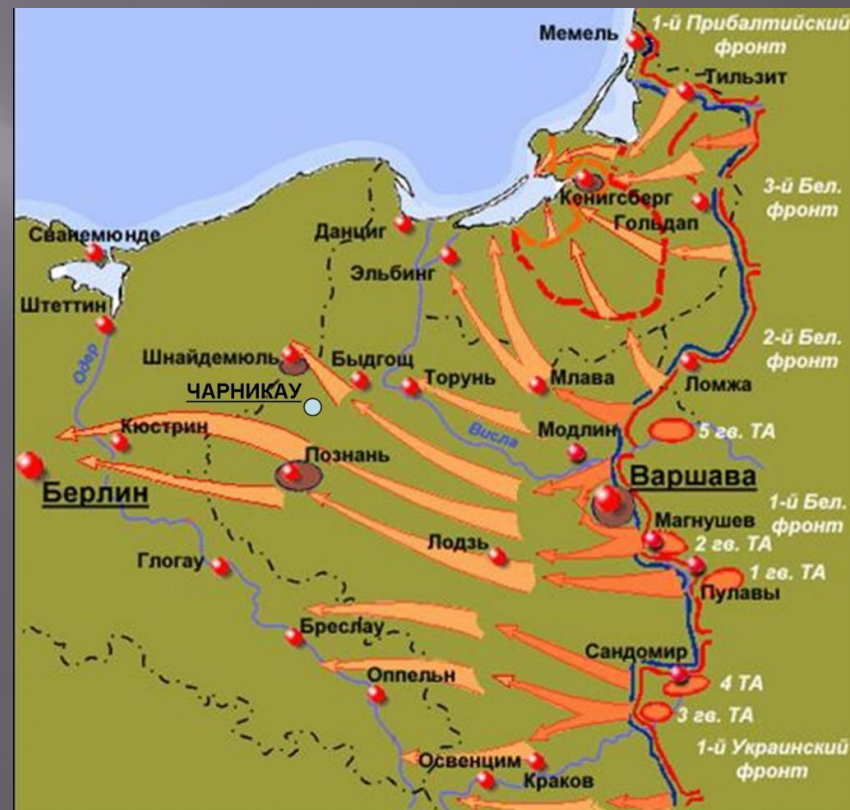 Мемель
1-й Прибалтийский
фронт
Тильзит
3-й Бел.
фронт
Кенигсберг
Гольдап
Данциг
Свинемюнде
Эльбинг
Штеттин
Одер
2-й Бел.
фронт
Шнайдемюль
Быдгощ
Торунь
Млава
Ломжа
ЧАРНИКАУ
Кюстрин
Висла
Модлин
5 гв. ТА
Познань
Варшава
Берлин
1-й Бел.
фронт
Магнушев
2 гв. ТА
Лодзь
Глогау
1 гв. ТА
Пулавы
Бреслау
Сандомир
Оппельн
4 ТА
3 гв. ТА
1-й Украинский
фронт
Освенцим
Краков